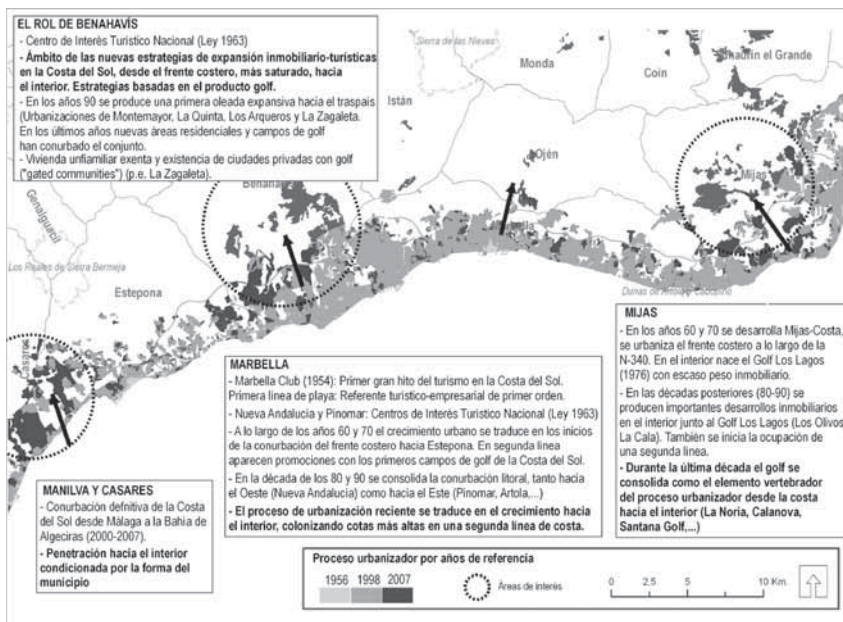 EL ROL DE BENAHAVÍS
- Centro de Interés Turístico Nacional (Ley 1963)
- Ámbito de las nuevas estrategias de expansión inmobiliario-turísticas
en la Costa del Sol, desde el frente costero, más saturado, hacia
el interior. Estrategias basadas en el producto golf.
- En los años 90 se produce una primera oleada expansiva hacia el traspaís
(Urbanizaciones de Montemayor, La Quinta, Los Arqueros y La Zagaleta.
En los últimos años nuevas áreas residenciales y campos de golf
han conurbado el conjunto.
- Vivienda unifamiliar exenta y existencia de ciudades privadas con golf
("gated communities") (p.e. La Zagaleta).
Sierra de las Nieves
Monda
Coín
Alhaurín el Grande
Istán
Ojén
Mijas
Genalguacil
Los Reales de Sierra Bermeja
Estepona
Casares
MARBELLA
- Marbella Club (1954): Primer gran hito del turismo en la Costa del Sol.
Primera línea de playa: Referente turístico-empresarial de primer orden.
- Nueva Andalucía y Pinomar: Centros de Interés Turístico Nacional (Ley 1963)
- A lo largo de los años 60 y 70 el crecimiento urbano se traduce en los inicios
de la conurbación del frente costero hacia Estepona. En segunda línea
aparecen promociones con los primeros campos de golf de la Costa del Sol.
- En la década de los 80 y 90 se consolida la conurbación litoral, tanto hacia
el Oeste (Nueva Andalucía) como hacia el Este (Pinomar, Artola,...)
- El proceso de urbanización reciente se traduce en el crecimiento hacia
el interior, colonizando cotas más altas en una segunda línea de costa.
MIJAS
- En los años 60 y 70 se desarrolla Mijas-Costa,
se urbaniza el frente costero a lo largo de la
N-340. En el interior nace el Golf Los Lagos
(1976) con escaso peso inmobiliario.
- En las décadas posteriores (80-90) se
producen importantes desarrollos inmobiliarios
en el interior junto al Golf Los Lagos (Los Olivos,
La Cala). También se inicia la ocupación de
una segunda línea.
- Durante la última década el golf se
consolida como el elemento vertebrador
del proceso urbanizador desde la costa
hacia el interior (La Noria, Calanova,
Santana Golf,...)
MANILVA Y CASARES
- Conurbación defnitiva de la Costa
del Sol desde Málaga a la Bahía de
Algeciras (2000-2007).
- Penetración hacia el interior
condicionada por la forma del
municipio
Proceso urbanizador por años de referencia
1956 1998 2007
Áreas de interés
0 2,5 5 10 Km.